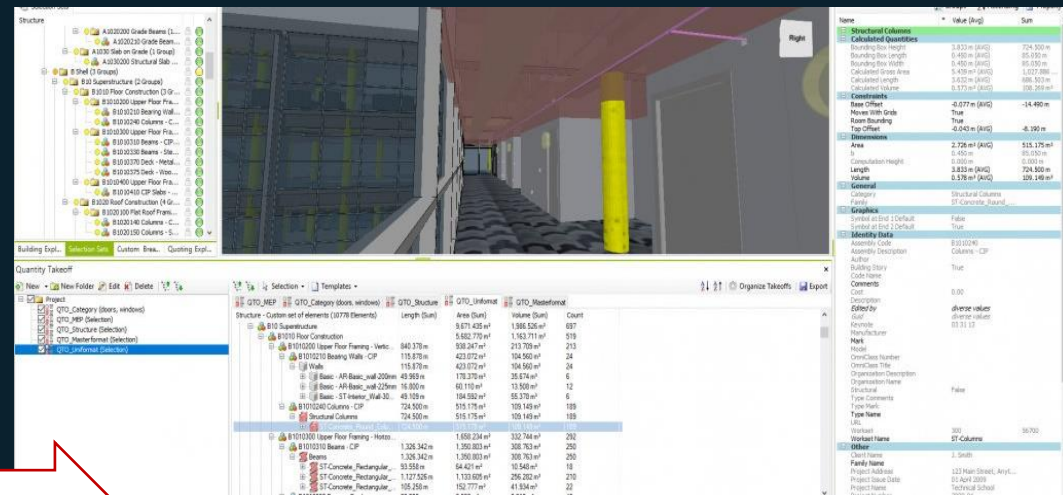 Selection Sets
Structure
A1020200 Grade Beams (1...
A1020210 Grade Beam...
A1030 Slab on Grade (1 Group)
A1030200 Structural Slab ...
B Shell (3 Groups)
B10 Superstructure (2 Groups)
B1010 Floor Construction (3 Gr...
B1010200 Upper Floor Fra...
B1010210 Bearing Wall...
B1010240 Columns - C...
B1010300 Upper Floor Fra...
B1010310 Beams - CIP...
B1010330 Beams - Ste...
B1010370 Deck - Metal...
B1010375 Deck - Woo...
B1010400 Upper Floor Fra...
B1010410 CIP Slabs - ...
B1020 Roof Construction (4 Gr...
B1020100 Flat Roof Frami...
B1020140 Columns - C...
B1020150 Columns - S...
Building Expl... Selection Sets Custom Brea... Quoting Expl...
Right
Name Value (Avg) Sum
Structural Columns
Calculated Quantities
Bounding Box Height 3.833 m (AVG) 724.500 m
Bounding Box Length 0.450 m (AVG) 85.050 m
Bounding Box Width 0.450 m (AVG) 85.050 m
Calculated Gross Area 5.439 m² (AVG) 1,027.886 ...
Calculated Length 3.632 m (AVG) 686.503 m
Calculated Volume 0.573 m³ (AVG) 108.269 m³
Constraints
Base Offset -0.077 m (AVG) -14.490 m
Moves With Grids True
Room Bounding True
Top Offset -0.043 m (AVG) -8.190 m
Dimensions
Area 2.726 m² (AVG) 515.175 m²
b 0.450 m 85.050 m
Computation Height 0.000 m 0.000 m
Length 3.833 m (AVG) 724.500 m
Volume 0.578 m³ (AVG) 109.149 m³
General
Category Structural Columns
Family ST-Concrete_Round_...
Graphics
Symbol at End 1 Default False
Symbol at End 2 Default True
Identity Data
Assembly Code B1010240
Assembly Description Columns - CIP
Author
Building Story True
Code Name
Comments
Cost 0.00
Description
Edited by diverse values
Guid diverse values
Keynote 03 31 13
Manufacturer
Mark
Model
OmniClass Number
OmniClass Title
Organization Description
Organization Name
Structural False
Type Comments
Type Mark
Type Name
URL
Workset 300 56700
Workset Name ST-Columns
Other
Client Name J. Smith
Family Name
Project Address 123 Main Street, Anyt...
Project Issue Date 01 April 2009
Project Name Technical School
Quantity Takeoff
New New Folder Edit Delete
Project
QTO_Category (doors, windows)
QTO_MEP (Selection)
QTO_Structure (Selection)
QTO_Masterformat (Selection)
QTO_Uniformat (Selection)
Selection Templates Organize Takeoffs Export
QTO_MEP QTO_Category (doors, windows) QTO_Structure QTO_Uniformat QTO_Masterformat
Structure - Custom set of elements (10778 Elements) Length (Sum) Area (Sum) Volume (Sum) Count
B10 Superstructure 9.671.435 m² 1,986.526 m³ 697
B1010 Floor Construction 5.682.770 m² 1,163.711 m³ 519
B1010200 Upper Floor Framing - Vertic... 840.378 m 938.247 m² 213.709 m³ 213
B1010210 Bearing Walls - CIP 115.878 m 423.072 m² 104.560 m³ 24
Walls 115.878 m 423.072 m² 104.560 m³ 24
Basic - AR-Basic_wall-200mm 49.969 m 178.370 m² 35.674 m³ 6
Basic - AR-Basic_wall-225mm 16.800 m 60.110 m² 13.508 m³ 12
Basic - ST-Interior_Wall-30... 49.109 m 184.592 m² 55.378 m³ 6
B1010240 Columns - CIP 724.500 m 515.175 m² 109.149 m³ 189
Structural Columns 724.500 m 515.175 m² 109.149 m³ 189
B1010300 Upper Floor Framing - Horizo... 1,658.234 m² 332.744 m³ 292
B1010310 Beams - CIP 1,326.342 m 1,350.803 m² 308.763 m³ 250
Beams 1,326.342 m 1,350.803 m² 308.763 m³ 250
ST-Concrete_Rectangular_... 93.558 m 64.421 m² 10.548 m³ 18
ST-Concrete_Rectangular_... 1,127.526 m 1,133.605 m² 256.282 m³ 210
ST-Concrete_Rectangular_... 105.258 m 152.777 m² 41.934 m³ 22